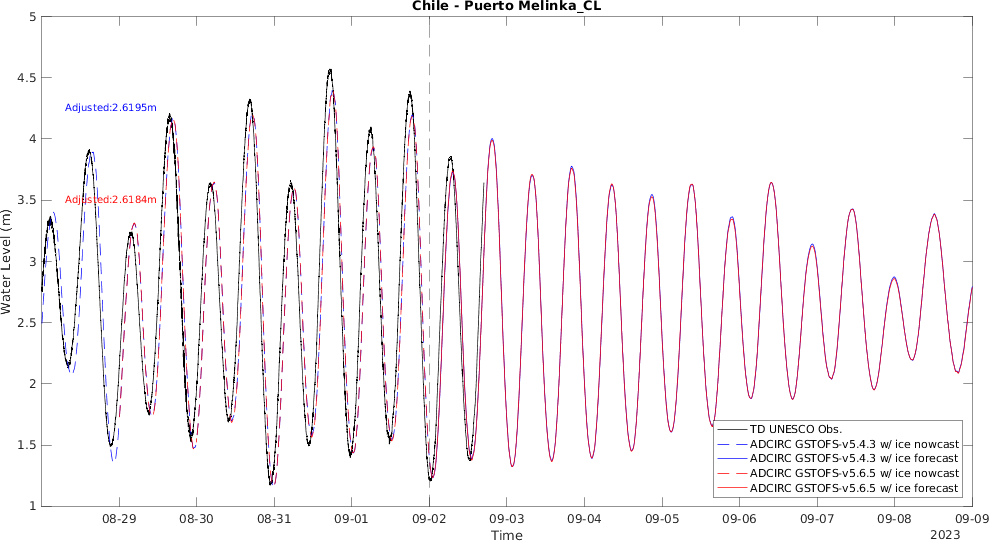 Chile - Puerto Melinka_CL
5
4.5
4
3.5
3
2.5
2
1.5
1
Water Level (m)
Adjusted:2.6195m
Adjusted:2.6184m
TD UNESCO Obs.
ADCIRC GSTOFS-v5.4.3 w/ ice nowcast
ADCIRC GSTOFS-v5.4.3 w/ ice forecast
ADCIRC GSTOFS-v5.6.5 w/ ice nowcast
ADCIRC GSTOFS-v5.6.5 w/ ice forecast
08-29 08-30 08-31 09-01 09-02 09-03 09-04 09-05 09-06 09-07 09-08 09-09
Time
2023